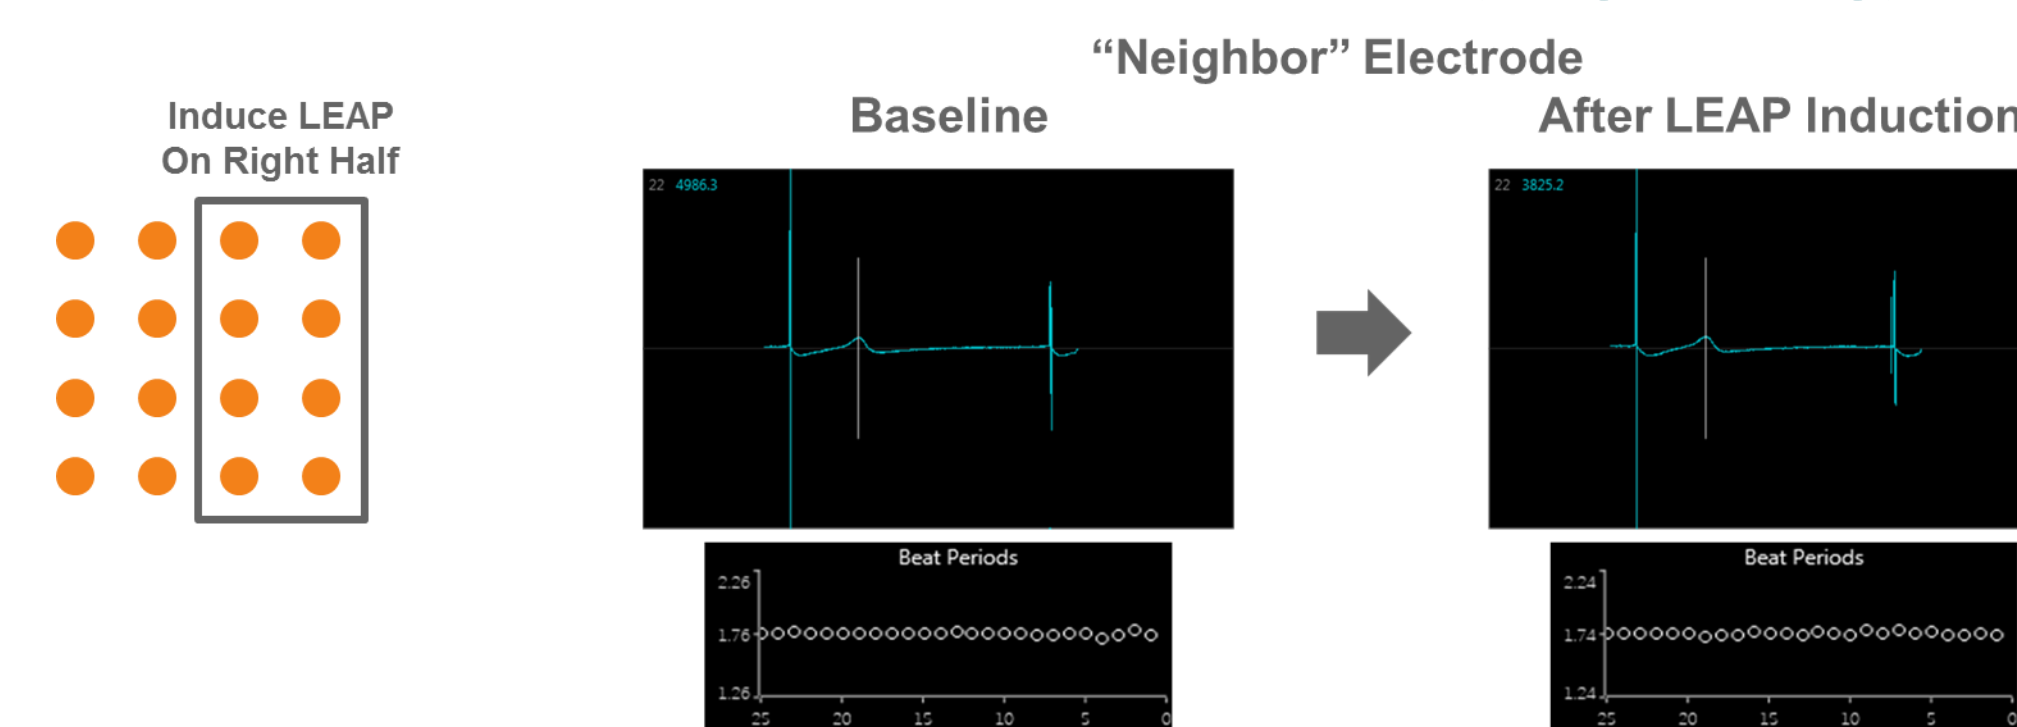 “Neighbor” Electrode
Induce LEAP
On Right Half
Baseline
After LEAP Induction
22 4986.3
22 3825.2
Beat Periods
2.26
1.76
1.26
25 20 15 10 5 0
Beat Periods
2.24
1.74
1.24
25 20 15 10 5 0